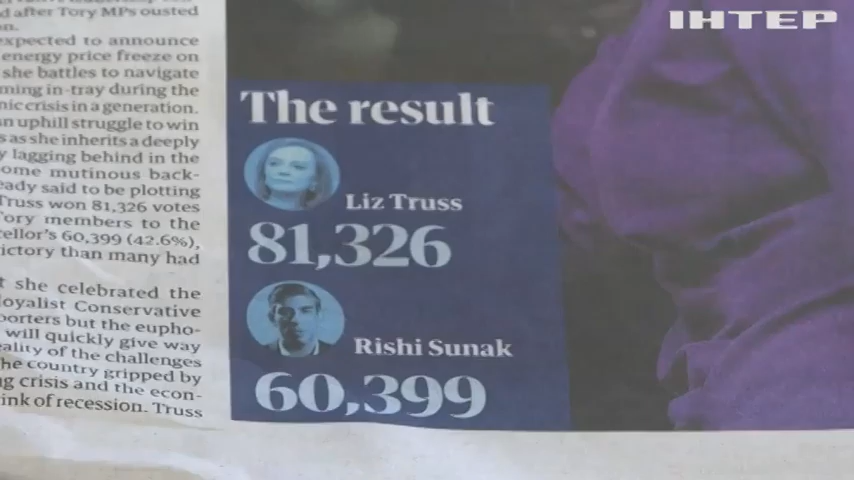 ІНТЕР
d after Tory MPs ousted
n.
expected to announce
energy price freeze on
she battles to navigate
ming in-tray during the
nic crisis in a generation.
an uphill struggle to win
s as she inherits a deeply
y lagging behind in the
ome mutinous back-
eady said to be plotting
Truss won 81,326 votes
ory members to the
ellor's 60,399 (42.6%),
ictory than many had
t she celebrated the
oyalist Conservative
porters but the eupho-
will quickly give way
ality of the challenges
he country gripped by
g crisis and the econ-
ink of recession. Truss
The result
Liz Truss
81,326
Rishi Sunak
60,399